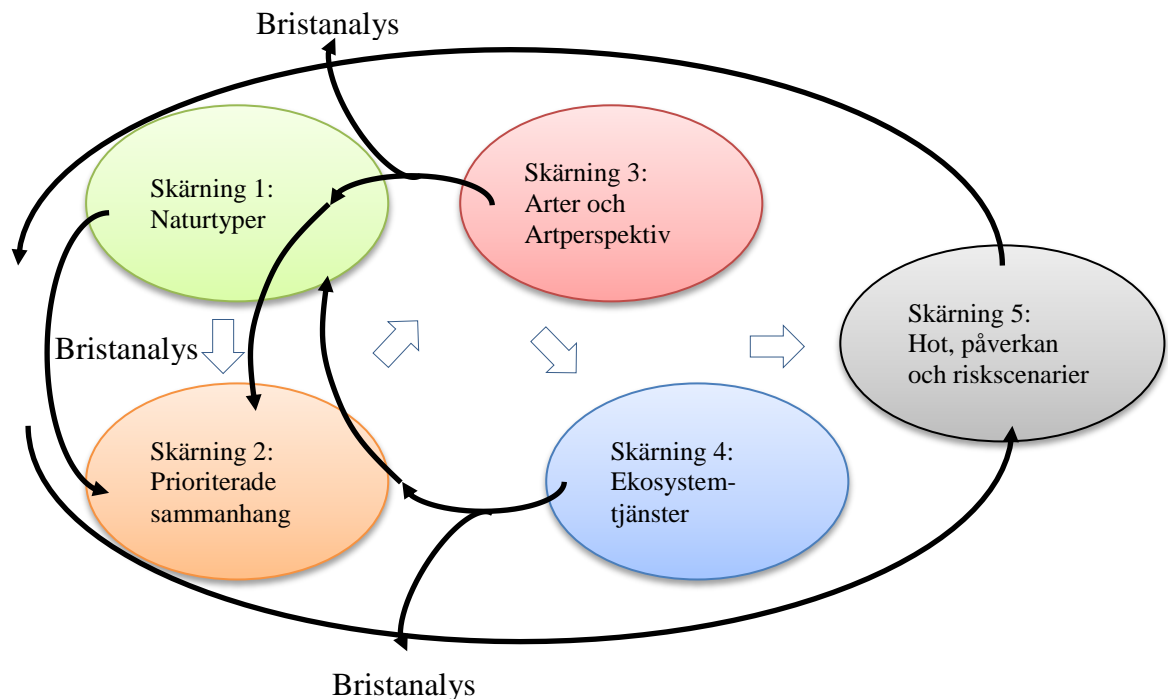 Bristanalys
Skärning 1:
Naturtyper
Skärning 3:
Arter och
Artperspektiv
Skärning 5:
Hot, påverkan
och riskscenarier
Bristanalys
Skärning 2:
Prioriterade
sammanhang
Skärning 4:
Ekosystem-
tjänster
Bristanalys